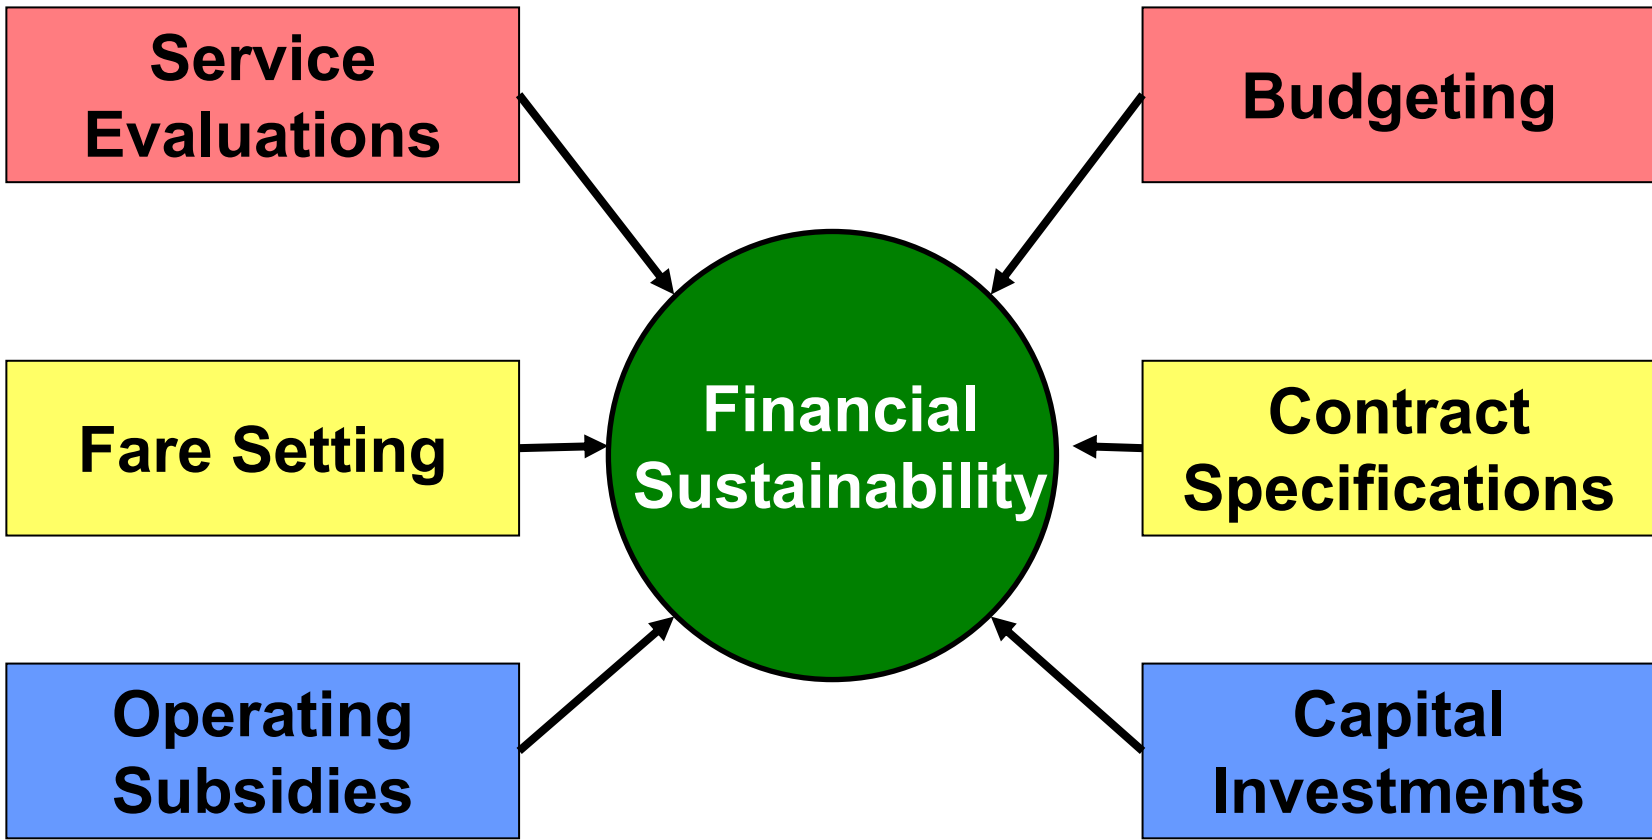 Service
Evaluations
Budgeting
Fare Setting
Financial
Sustainability
Contract
Specifications
Operating
Subsidies
Capital
Investments